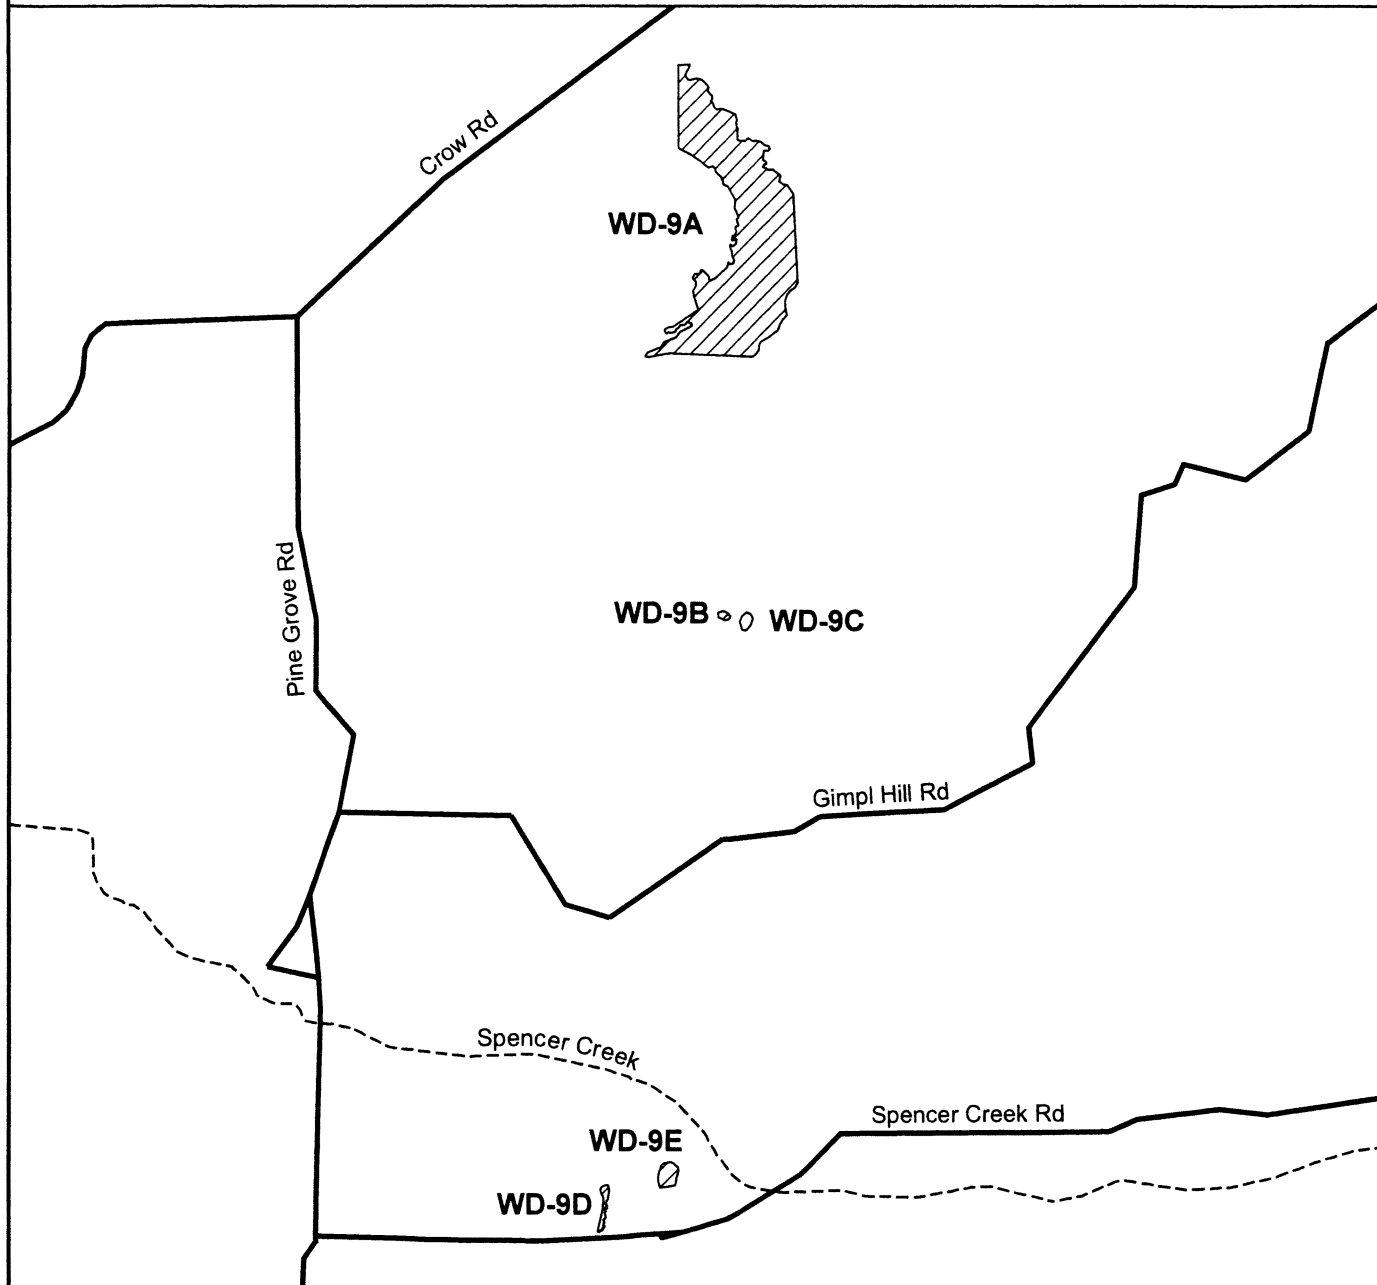 Crow Rd
WD-9A
Pine Grove Rd
WD-9B
WD-9C
Gimpl Hill Rd
Spencer Creek
Spencer Creek Rd
WD-9E
WD-9D